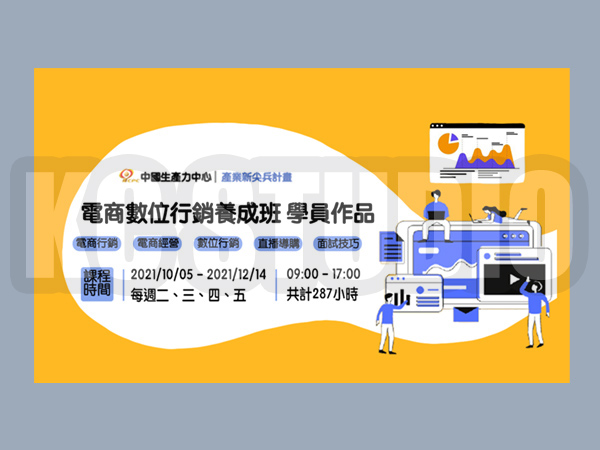 中國生產力中心 | 產業新尖兵計畫
電商數位行銷養成班 學員作品
電商行銷 電商經營 數位行銷 直播導購 面試技巧
課程時間
2021/10/05 - 2021/12/14
每週二、三、四、五
09:00 - 17:00
共計287小時
KGSTUDIO